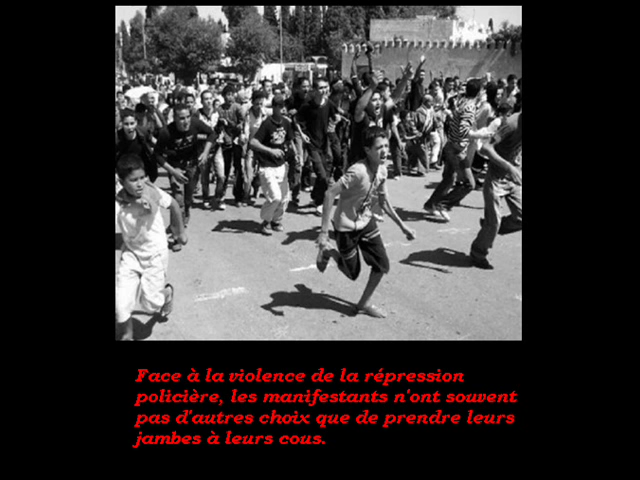 Face à la violence de la répression
policière, les manifestants n'ont souvent
pas d'autres choix que de prendre leurs
jambes à leurs cous.